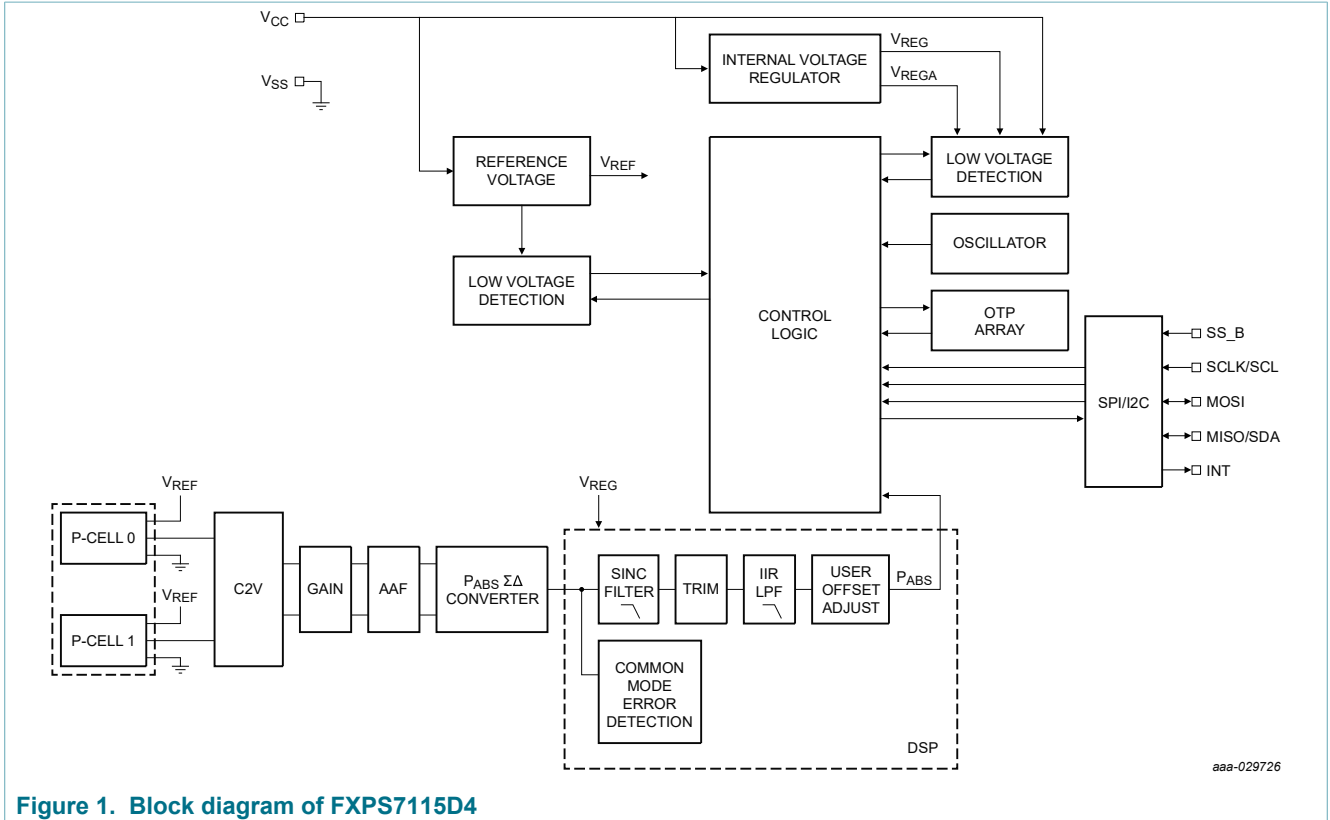 VCC
VSS
INTERNAL VOLTAGE
REGULATOR
VREG
VREGA
REFERENCE
VOLTAGE
VREF
LOW VOLTAGE
DETECTION
LOW VOLTAGE
DETECTION
CONTROL
LOGIC
OSCILLATOR
OTP
ARRAY
SPI/I2C
SS_B
SCLK/SCL
MOSI
MISO/SDA
INT
VREF
P-CELL 0
VREF
P-CELL 1
C2V
GAIN
AAF
PABS ΣΔ
CONVERTER
VREG
SINC
FILTER
TRIM
IIR
LPF
USER
OFFSET
ADJUST
PABS
COMMON
MODE
ERROR
DETECTION
DSP
aaa-029726
Figure 1. Block diagram of FXPS7115D4